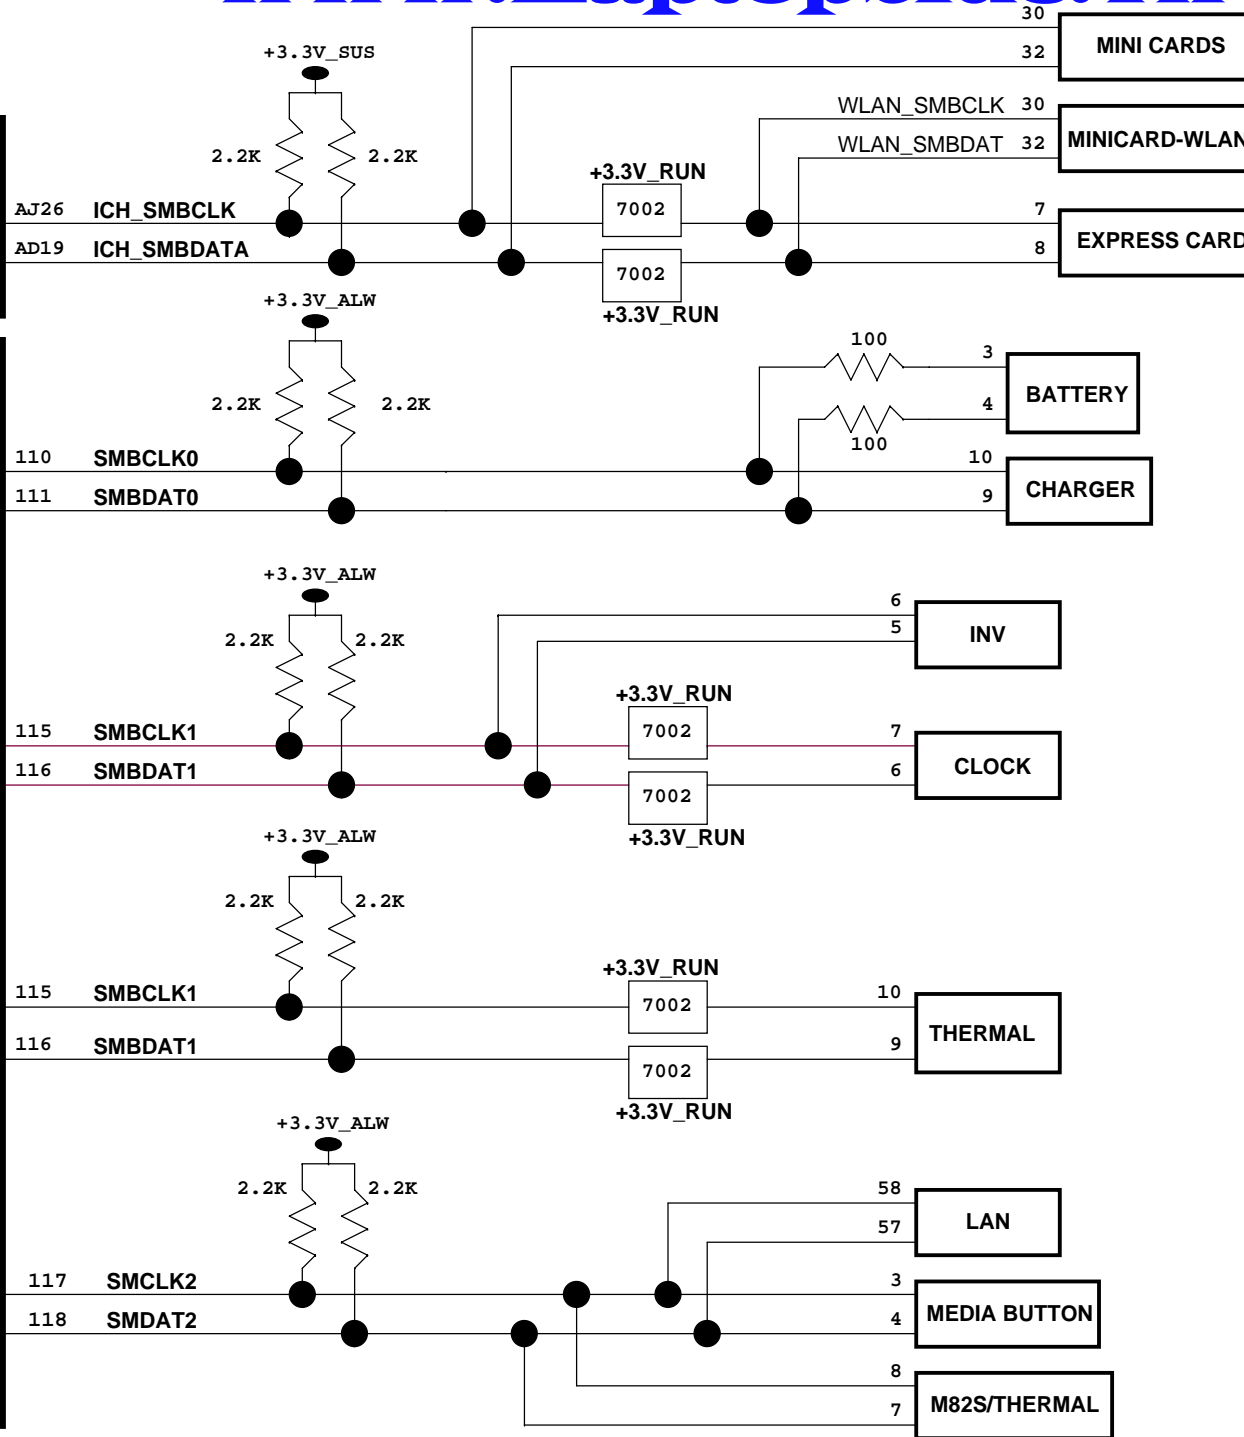 30
MINI CARDS
+3.3V_SUS
32
WLAN_SMBCLK 30
2.2K 2.2K
WLAN_SMBDAT 32 MINICARD-WLAN
+3.3V_RUN
AJ26 ICH_SMBCLK 7002 7
AD19 ICH_SMBDATA 8 EXPRESS CARD
7002
+3.3V_ALW
+3.3V_RUN
100
3
2.2K 2.2K 4 BATTERY
100
110 SMBCLK0 10
111 SMBDAT0 9 CHARGER
+3.3V_ALW
6
2.2K 2.2K 5 INV
+3.3V_RUN
115 SMBCLK1 7002 7
116 SMBDAT1 6 CLOCK
7002
+3.3V_ALW +3.3V_RUN
2.2K 2.2K
+3.3V_RUN
115 SMBCLK1 7002 10
116 SMBDAT1 9 THERMAL
7002
+3.3V_RUN
+3.3V_ALW
2.2K 2.2K 58
57 LAN
117 SMCLK2 3
118 SMDAT2 4 MEDIA BUTTON
8
7 M82S/THERMAL